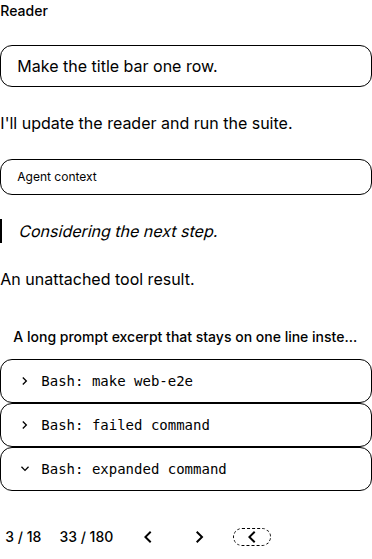 Reader
Make the title bar one row.
I'll update the reader and run the suite.
Agent context
Considering the next step.
An unattached tool result.
A long prompt excerpt that stays on one line inste...
Bash: make web-e2e
Bash: failed command
Bash: expanded command
3 / 18 33 / 180